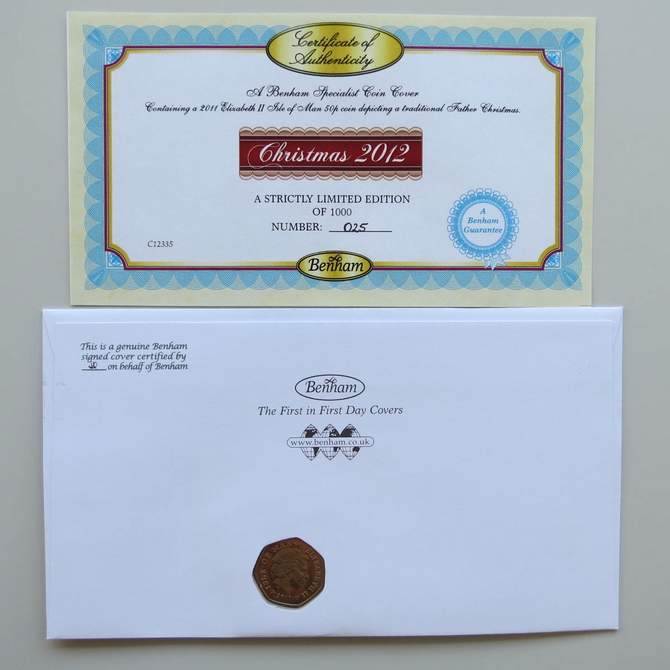 Certificate of
Authenticity
A Benham Specialist Coin Cover
Containing a 2011 Elizabeth II Isle of Man 50p coin depicting a traditional Father Christmas.
Christmas 2012
A STRICTLY LIMITED EDITION
OF 1000
NUMBER: 025
A
Benham
Guarantee
C12335
Benham
This is a genuine Benham
signed cover certified by
on behalf of Benham
Benham
The First in First Day Covers
www.benham.co.uk